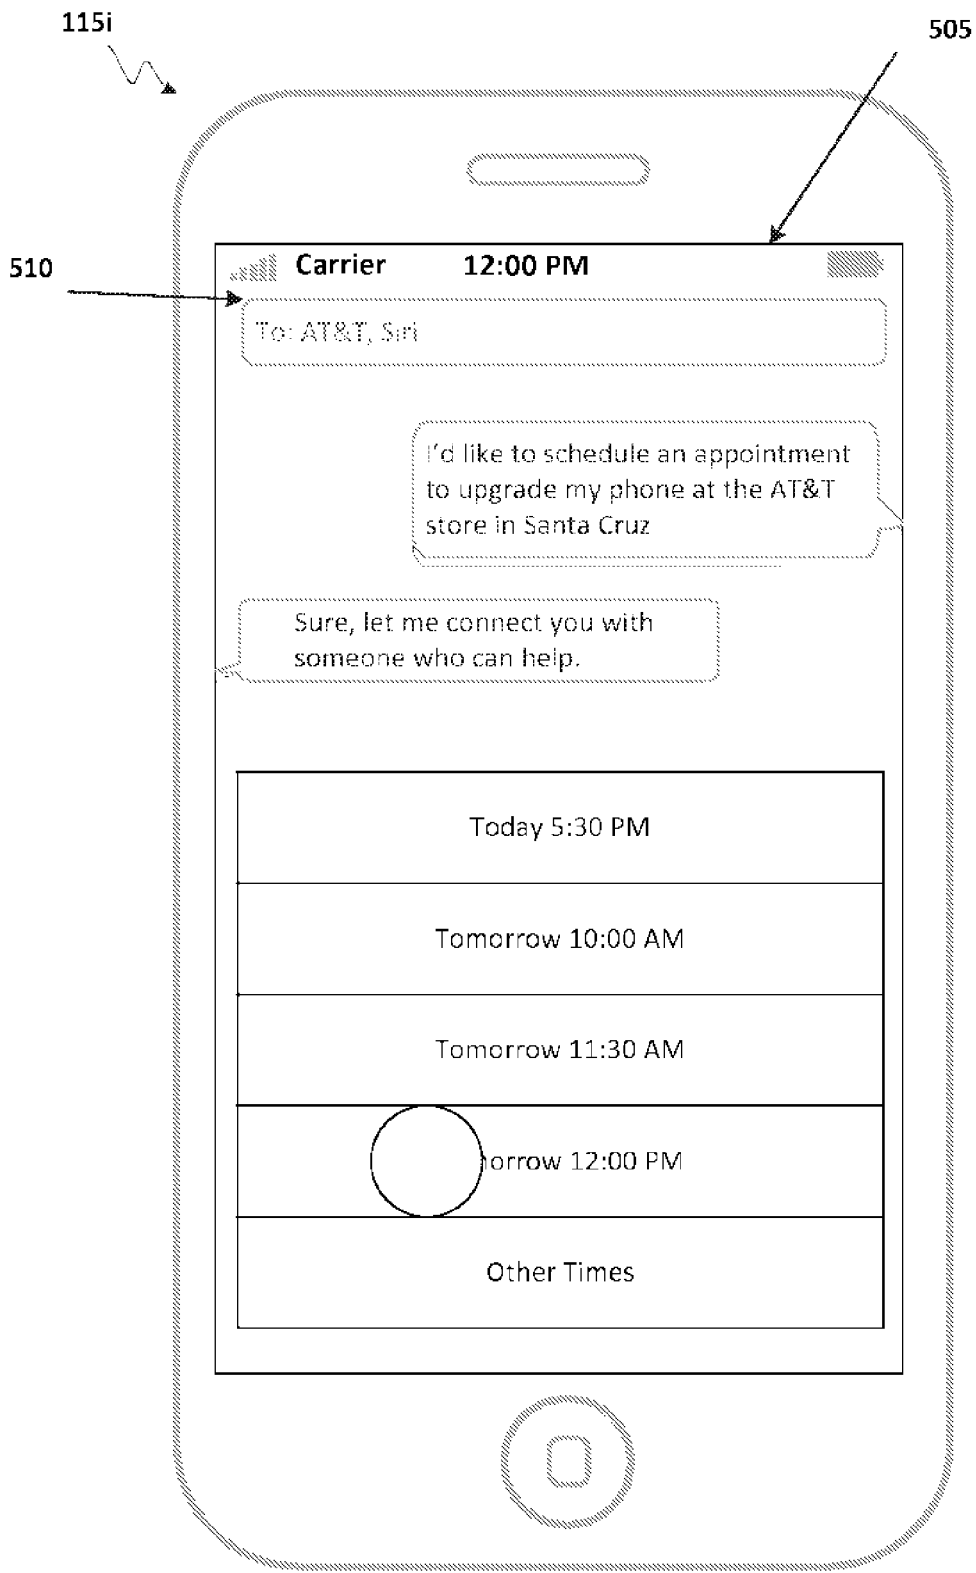 115i
505
510
Carrier 12:00 PM
To: AT&T, Siri
I'd like to schedule an appointment
to upgrade my phone at the AT&T
store in Santa Cruz
Sure, let me connect you with
someone who can help.
Today 5:30 PM
Tomorrow 10:00 AM
Tomorrow 11:30 AM
orrow 12:00 PM
Other Times